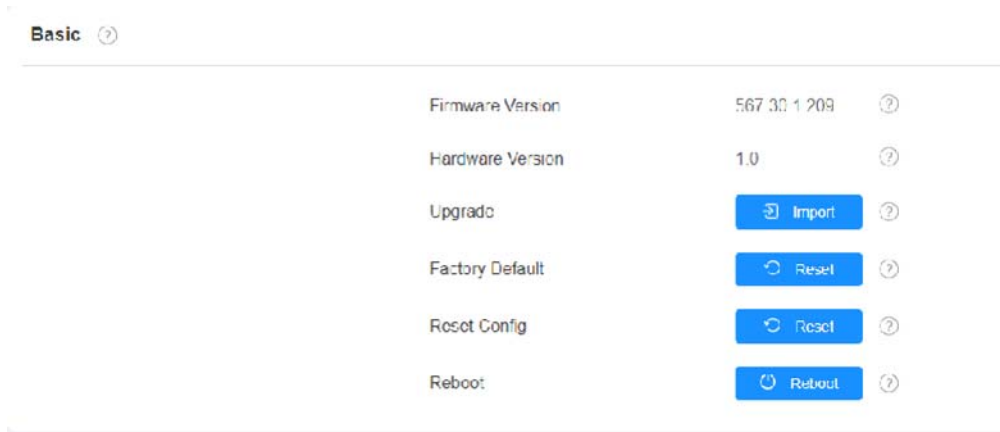 Basic
Firmware Version 567 30 1 209
Hardware Version 1.0
Upgrade Import
Factory Default Reset
Reset Config Reset
Reboot Reboot